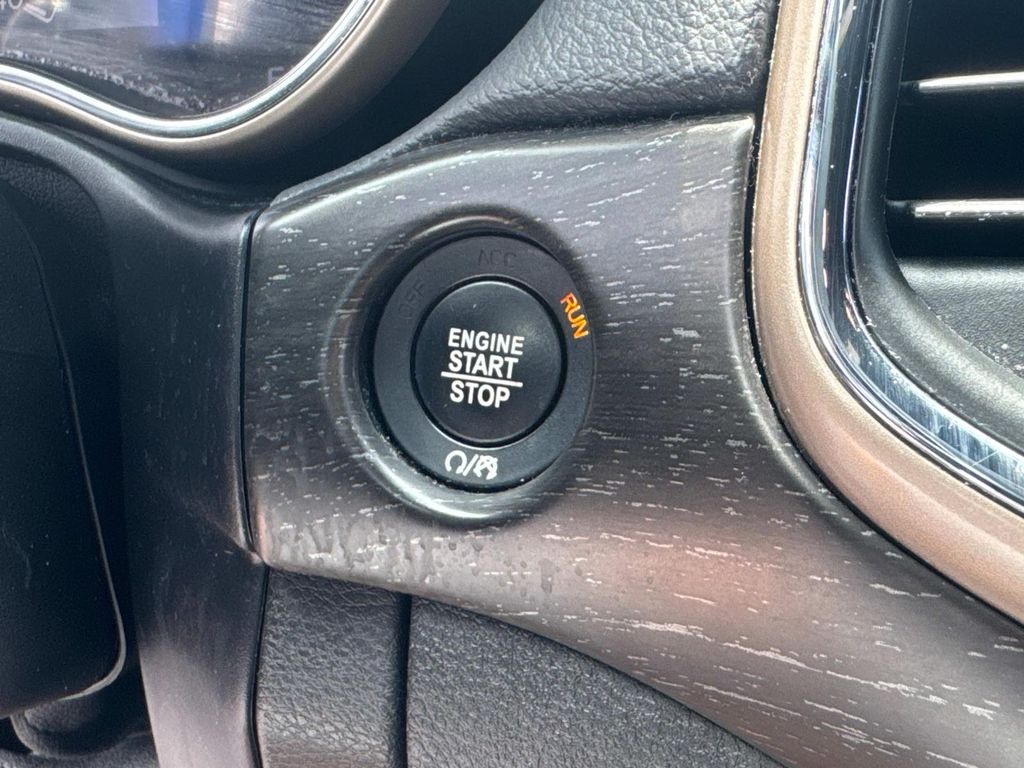 ACC
OFF
RUN
ENGINE
START
STOP